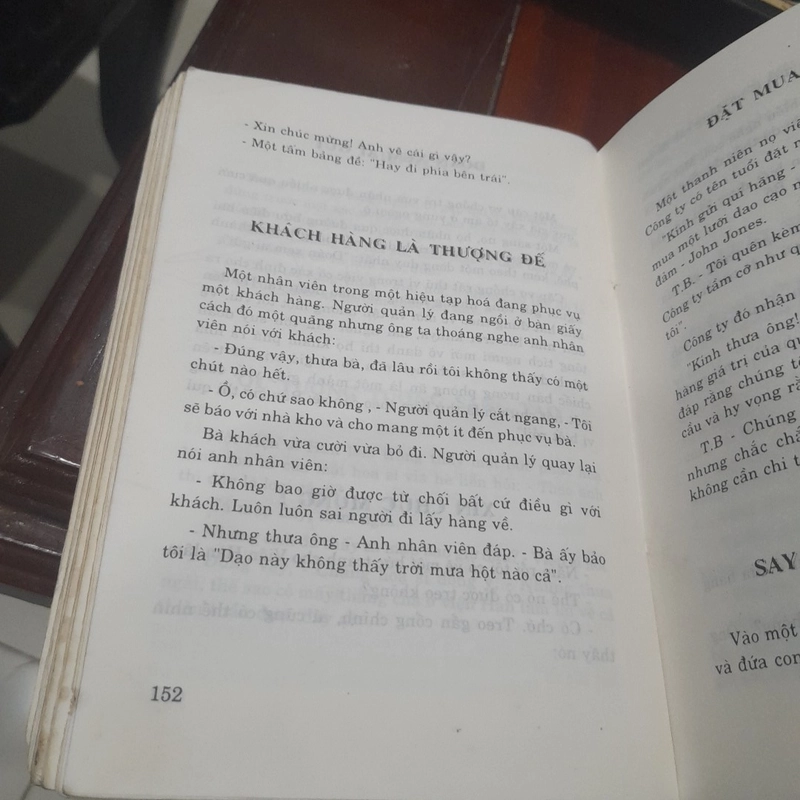 - Xin chúc mừng! Anh vẽ cái gì vậy?
- Một tấm bảng đề: "Hay đi phía bên trái".
KHÁCH HÀNG LÀ THƯỢNG ĐẾ
Một nhân viên trong một hiệu tạp hoá đang phục vụ
một khách hàng. Người quản lý đang ngồi ở bàn giấy
cách đó một quãng nhưng ông ta thoáng nghe anh nhân
viên nói với khách:
- Đúng vậy, thưa bà, đã lâu rồi tôi không thấy có một
chút nào hết.
- Ồ, có chứ sao không , - Người quản lý cắt ngang, - Tôi
sẽ báo với nhà kho và cho mang một ít đến phục vụ bà.
Bà khách vừa cười vừa bỏ đi. Người quản lý quay lại
nói anh nhân viên:
- Không bao giờ được từ chối bất cứ điều gì với
khách. Luôn luôn sai người đi lấy hàng về.
- Nhưng thưa ông - Anh nhân viên đáp. - Bà ấy bảo
tôi là "Dạo này không thấy trời mưa hột nào cả".
152
ĐẶT MUA
Một thanh niên nọ
Công ty có tên tuổi đặt
"Kính gửi quí hãng -
mua một lưỡi dao cạo
đảm - John Jones.
T.B.- Tôi quên kèm
Công ty tầm cỡ như
tôi".
Công ty đó nhân
"Kính thưa ông!
hàng giá trị của
đáp rằng chúng
cầu và hy vọng
T.B - Chúng
nhưng chắc
không cần chi
SAY
Vào một
và đứa con